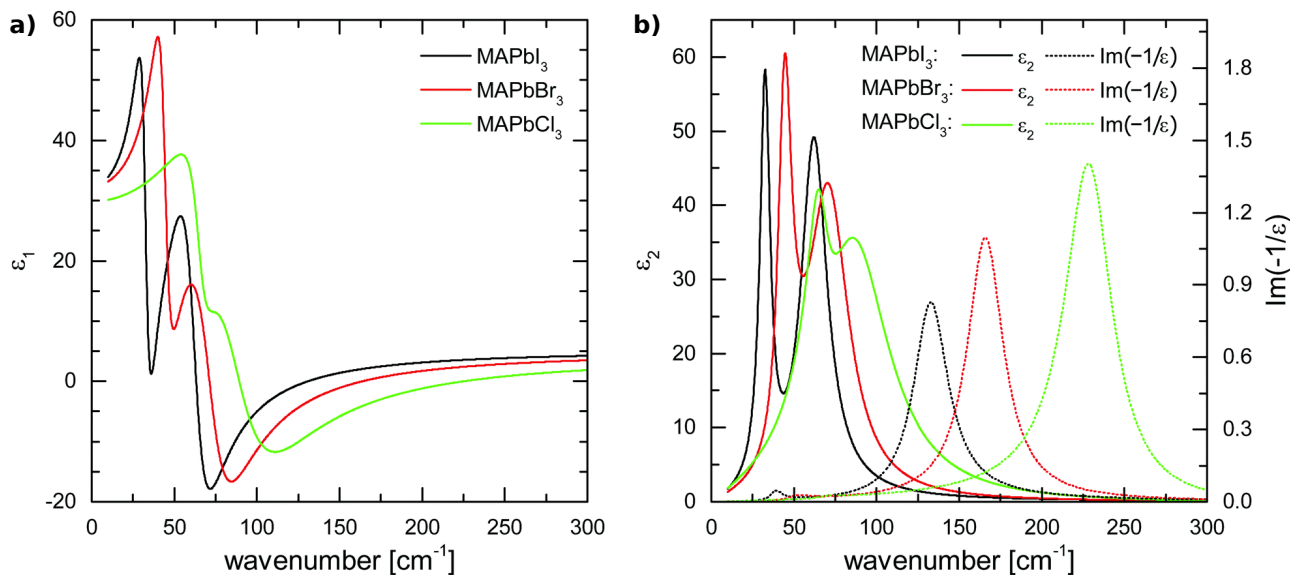 a)
60
40
20
0
-20
ε₁
MAPbI₃
MAPbBr₃
MAPbCl₃
0 50 100 150 200 250 300
wavenumber [cm⁻¹]
b)
60
50
40
30
20
10
0
ε₂
MAPbI₃: ε₂ Im(−1/ε)
MAPbBr₃: ε₂ Im(−1/ε)
MAPbCl₃: ε₂ Im(−1/ε)
1.8
1.5
1.2
0.9
0.6
0.3
0.0
Im(-1/ε)
0 50 100 150 200 250 300
wavenumber [cm⁻¹]